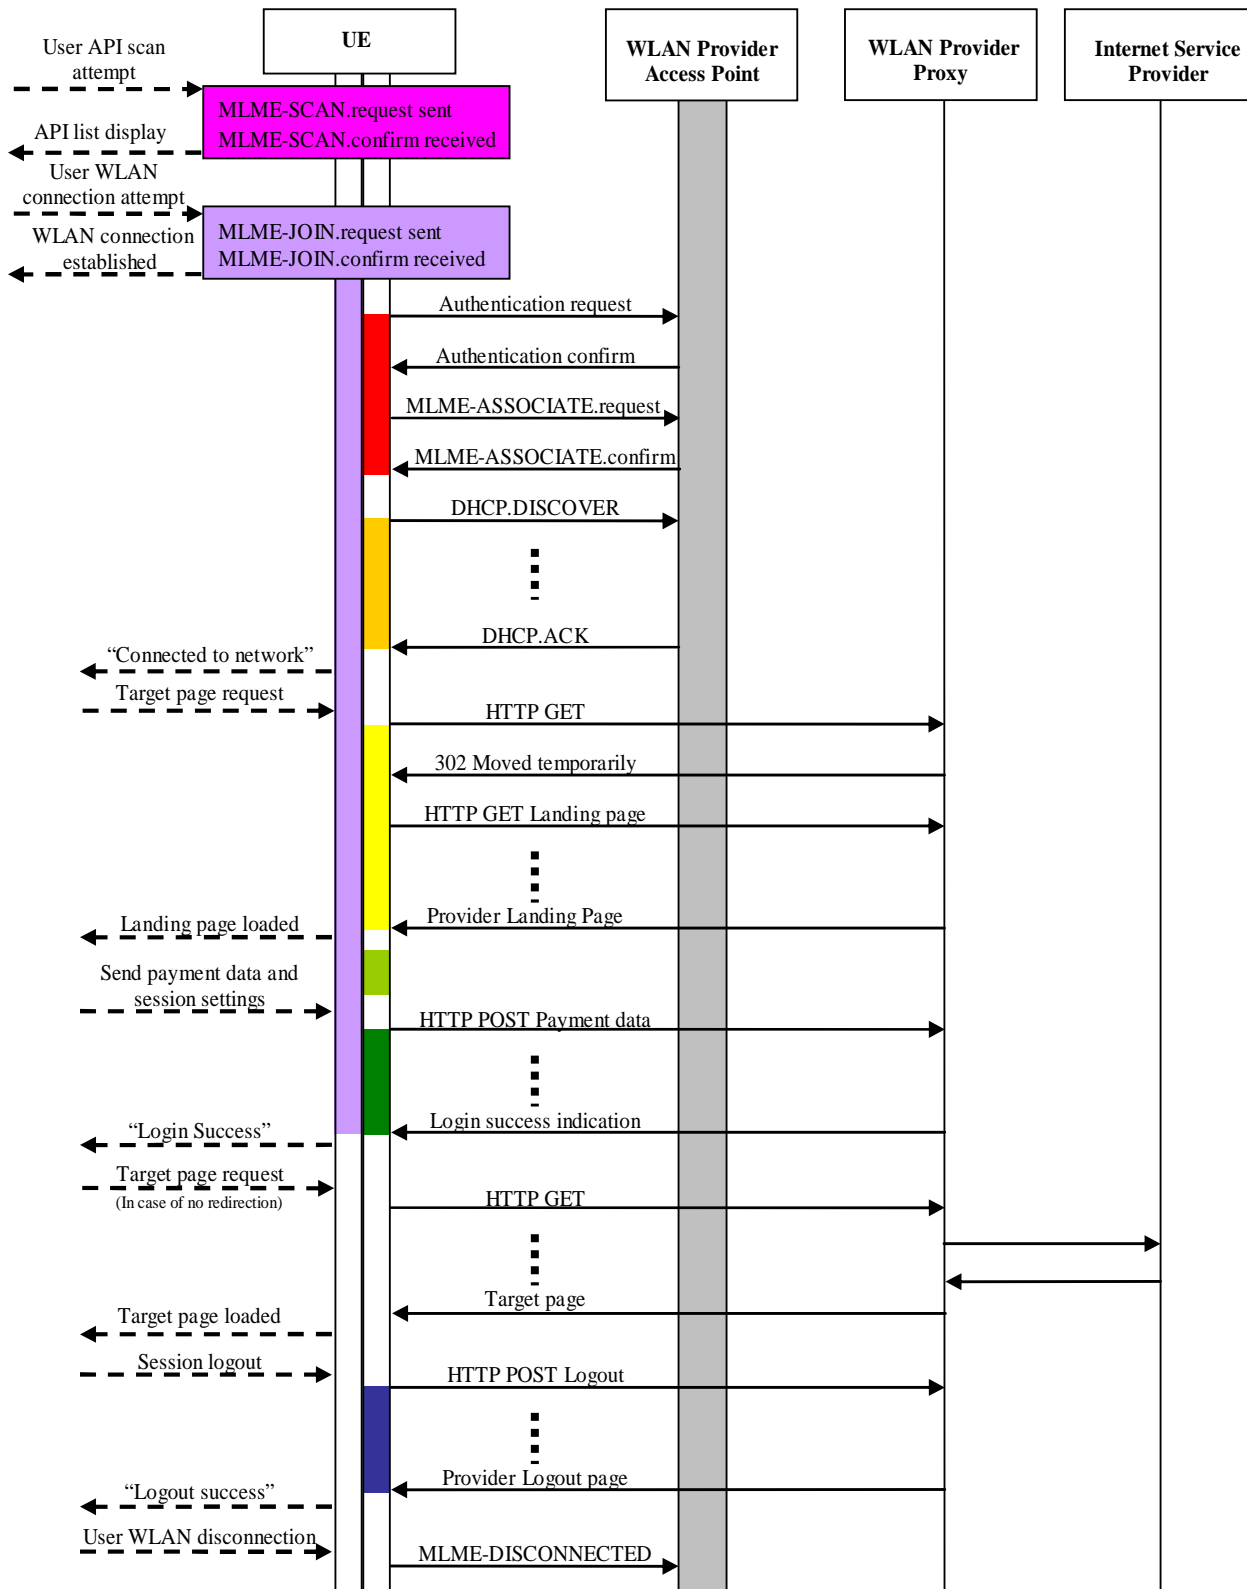 UE
WLAN Provider
Access Point
WLAN Provider
Proxy
Internet Service
Provider
User API scan
attempt
MLME-SCAN.request sent
API list display
MLME-SCAN.confirm received
User WLAN
connection attempt
MLME-JOIN.request sent
WLAN connection
established
MLME-JOIN.confirm received
Authentication request
Authentication confirm
MLME-ASSOCIATE.request
MLME-ASSOCIATE.confirm
DHCP.DISCOVER
DHCP.ACK
“Connected to network”
Target page request
HTTP GET
302 Moved temporarily
HTTP GET Landing page
Provider Landing Page
Landing page loaded
Send payment data and
session settings
HTTP POST Payment data
Login success indication
“Login Success”
Target page request
(In case of no redirection)
HTTP GET
Target page
Target page loaded
Session logout
HTTP POST Logout
Provider Logout page
“Logout success”
User WLAN disconnection
MLME-DISCONNECTED